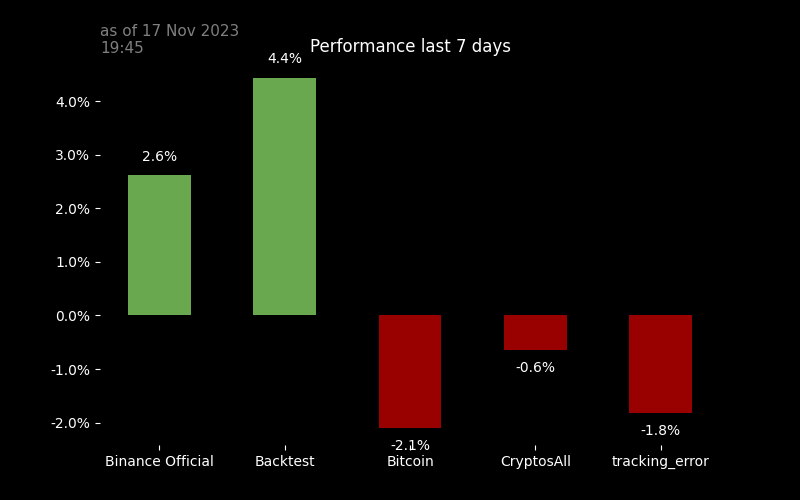 as of 17 Nov 2023
19:45
Performance last 7 days
4.4%
4.0%
3.0%
2.6%
2.0%
1.0%
0.0%
-0.6%
-1.0%
-2.0%
-1.8%
-2.1%
Binance Official
Backtest
Bitcoin
CryptosAll
tracking_error